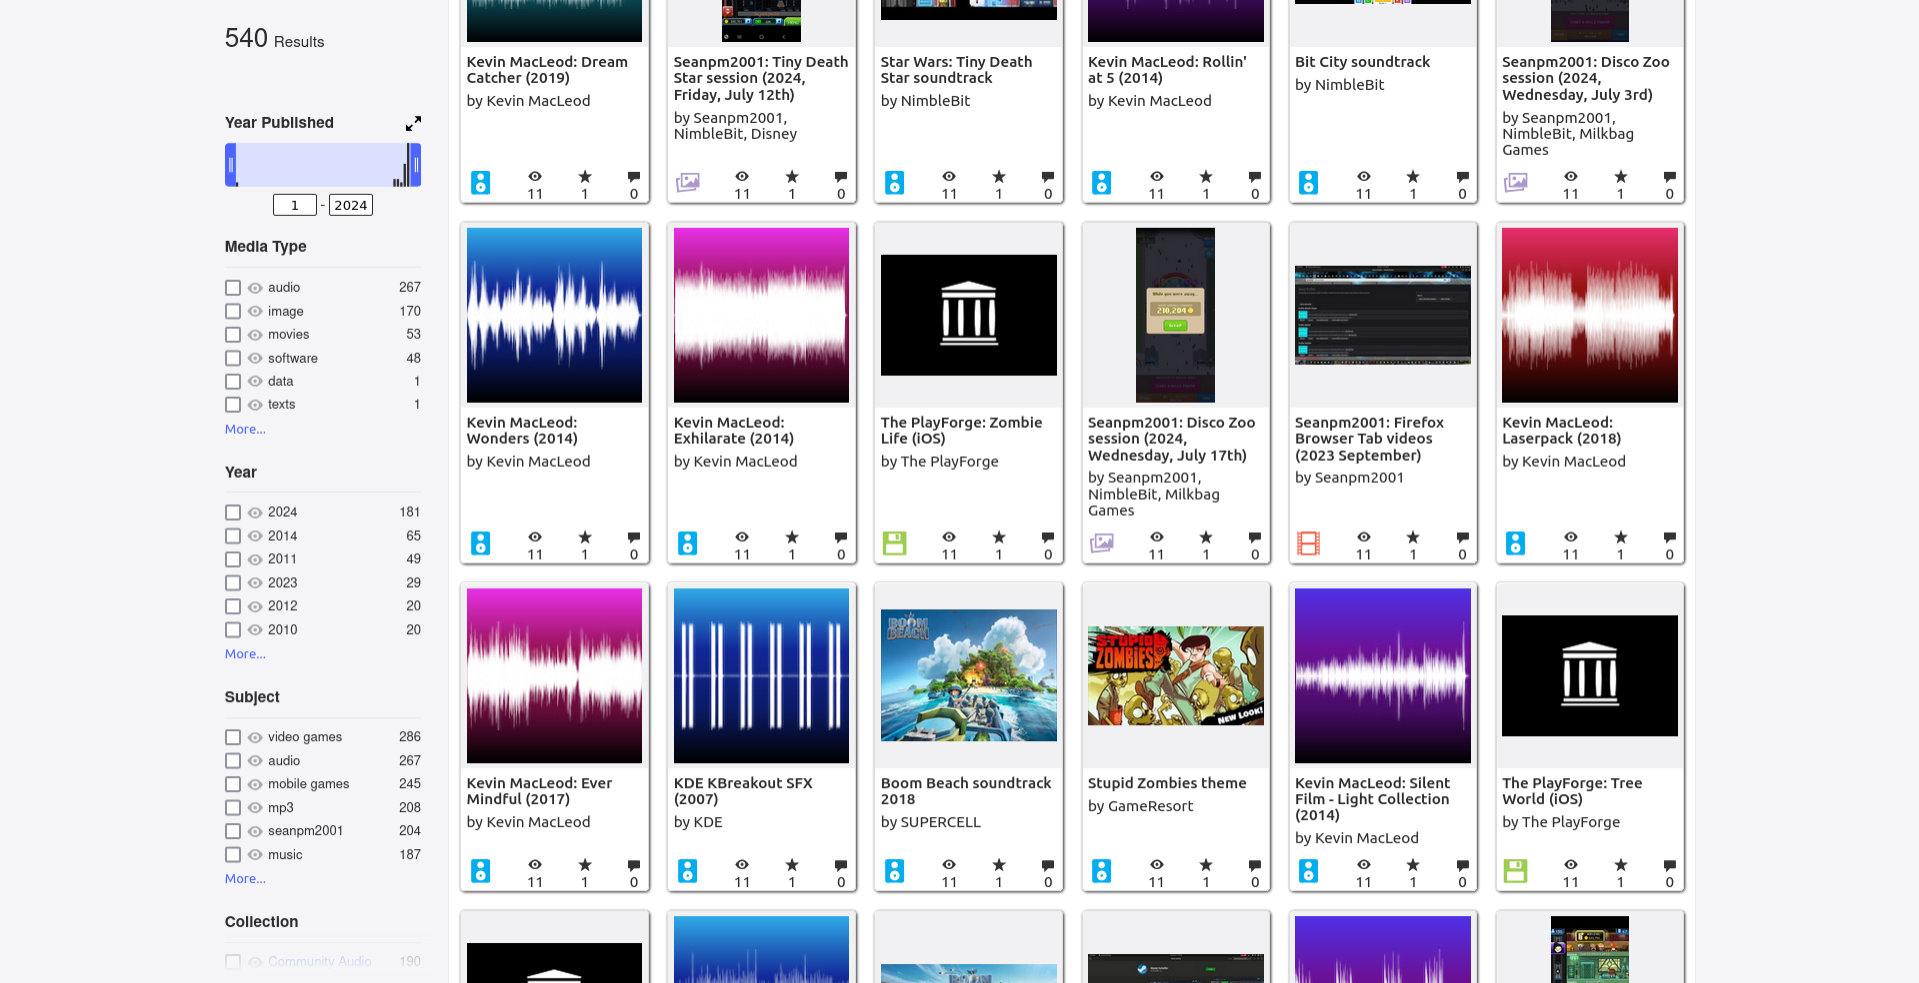 540 Results
Year Published
1 - 2024
Media Type
audio 267
image 170
movies 53
software 48
data 1
texts 1
More...
Year
2024 181
2014 65
2011 49
2023 29
2012 20
2010 20
More...
Subject
video games 286
audio 267
mobile games 245
mp3 208
seanpm2001 204
music 187
More...
Collection
Community Audio 190
Kevin MacLeod: Dream
Catcher (2019)
by Kevin MacLeod
11 1 0
Seanpm2001: Tiny Death
Star session (2024,
Friday, July 12th)
by Seanpm2001,
NimbleBit, Disney
11 1 0
Star Wars: Tiny Death
Star soundtrack
by NimbleBit
11 1 0
Kevin MacLeod: Rollin'
at 5 (2014)
by Kevin MacLeod
11 1 0
Bit City soundtrack
by NimbleBit
11 1 0
Seanpm2001: Disco Zoo
session (2024,
Wednesday, July 3rd)
by Seanpm2001,
NimbleBit, Milkbag
Games
11 1 0
Kevin MacLeod:
Wonders (2014)
by Kevin MacLeod
11 1 0
Kevin MacLeod:
Exhilarate (2014)
by Kevin MacLeod
11 1 0
The PlayForge: Zombie
Life (iOS)
by The PlayForge
11 1 0
While you were away...
210,204
Seanpm2001: Disco Zoo
session (2024,
Wednesday, July 17th)
by Seanpm2001,
NimbleBit, Milkbag
Games
11 1 0
Seanpm2001: Firefox
Browser Tab videos
(2023 September)
by Seanpm2001
11 1 0
Kevin MacLeod:
Laserpack (2018)
by Kevin MacLeod
11 1 0
Kevin MacLeod: Ever
Mindful (2017)
by Kevin MacLeod
11 1 0
KDE KBreakout SFX
(2007)
by KDE
11 1 0
BOOM
BEACH
Boom Beach soundtrack
2018
by SUPERCELL
11 1 0
STUPID
ZOMBIES
NEW LOOK!
Stupid Zombies theme
by GameResort
11 1 0
Kevin MacLeod: Silent
Film - Light Collection
(2014)
by Kevin MacLeod
11 1 0
The PlayForge: Tree
World (iOS)
by The PlayForge
11 1 0
BOOM